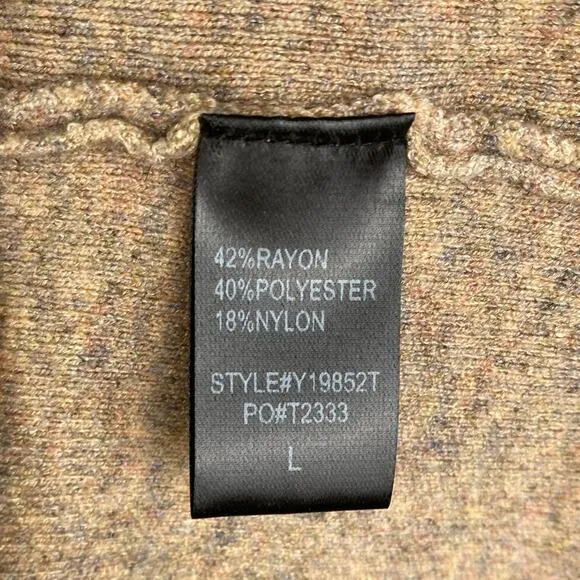 42%RAYON
40%POLYESTER
18%NYLON
STYLE#Y19852T
PO#T2333
L